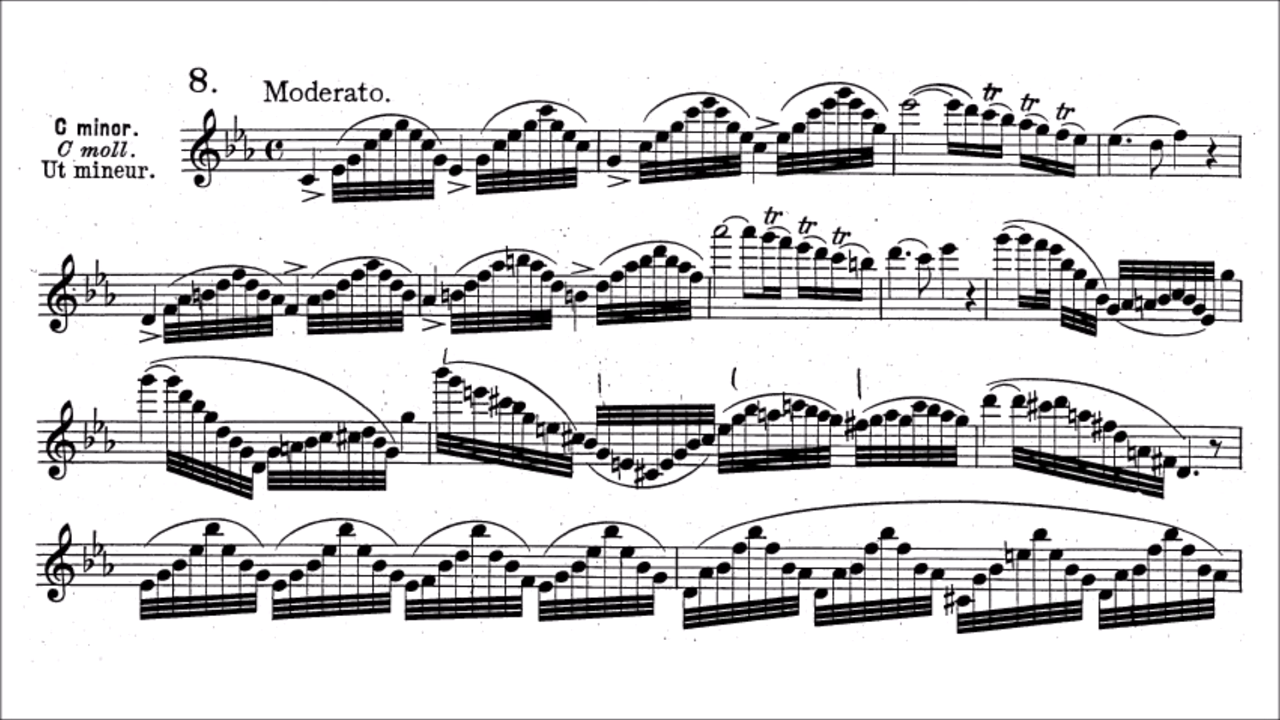 8.
Moderato.
C minor.
C moll.
Ut mineur.
tr tr tr
tr tr tr